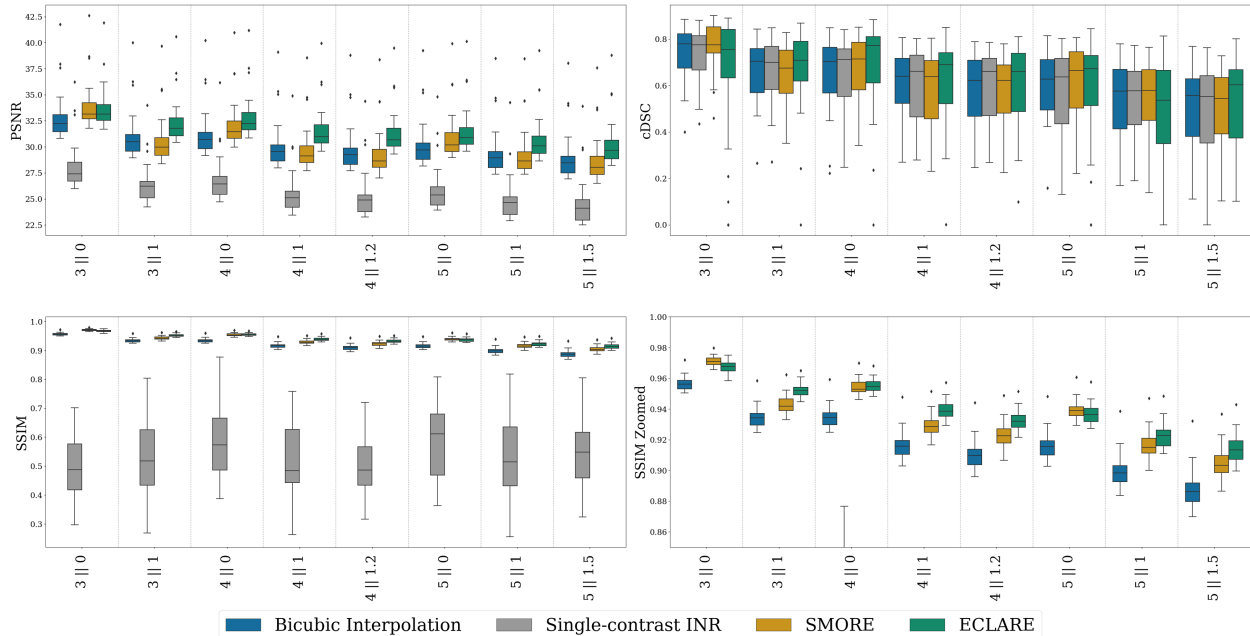 42.5
40.0
37.5
35.0
32.5
30.0
27.5
25.0
22.5
PSNR
3 || 0
3 || 1
4 || 0
4 || 1
4 || 1.2
5 || 0
5 || 1
5 || 1.5
0.8
0.6
0.4
0.2
0.0
cDSC
3 || 0
3 || 1
4 || 0
4 || 1
4 || 1.2
5 || 0
5 || 1
5 || 1.5
1.0
0.9
0.8
0.7
0.6
0.5
0.4
0.3
SSIM
3 || 0
3 || 1
4 || 0
4 || 1
4 || 1.2
5 || 0
5 || 1
5 || 1.5
1.00
0.98
0.96
0.94
0.92
0.90
0.88
0.86
SSIM Zoomed
3 || 0
3 || 1
4 || 0
4 || 1
4 || 1.2
5 || 0
5 || 1
5 || 1.5
Bicubic Interpolation Single-contrast INR SMORE ECLARE